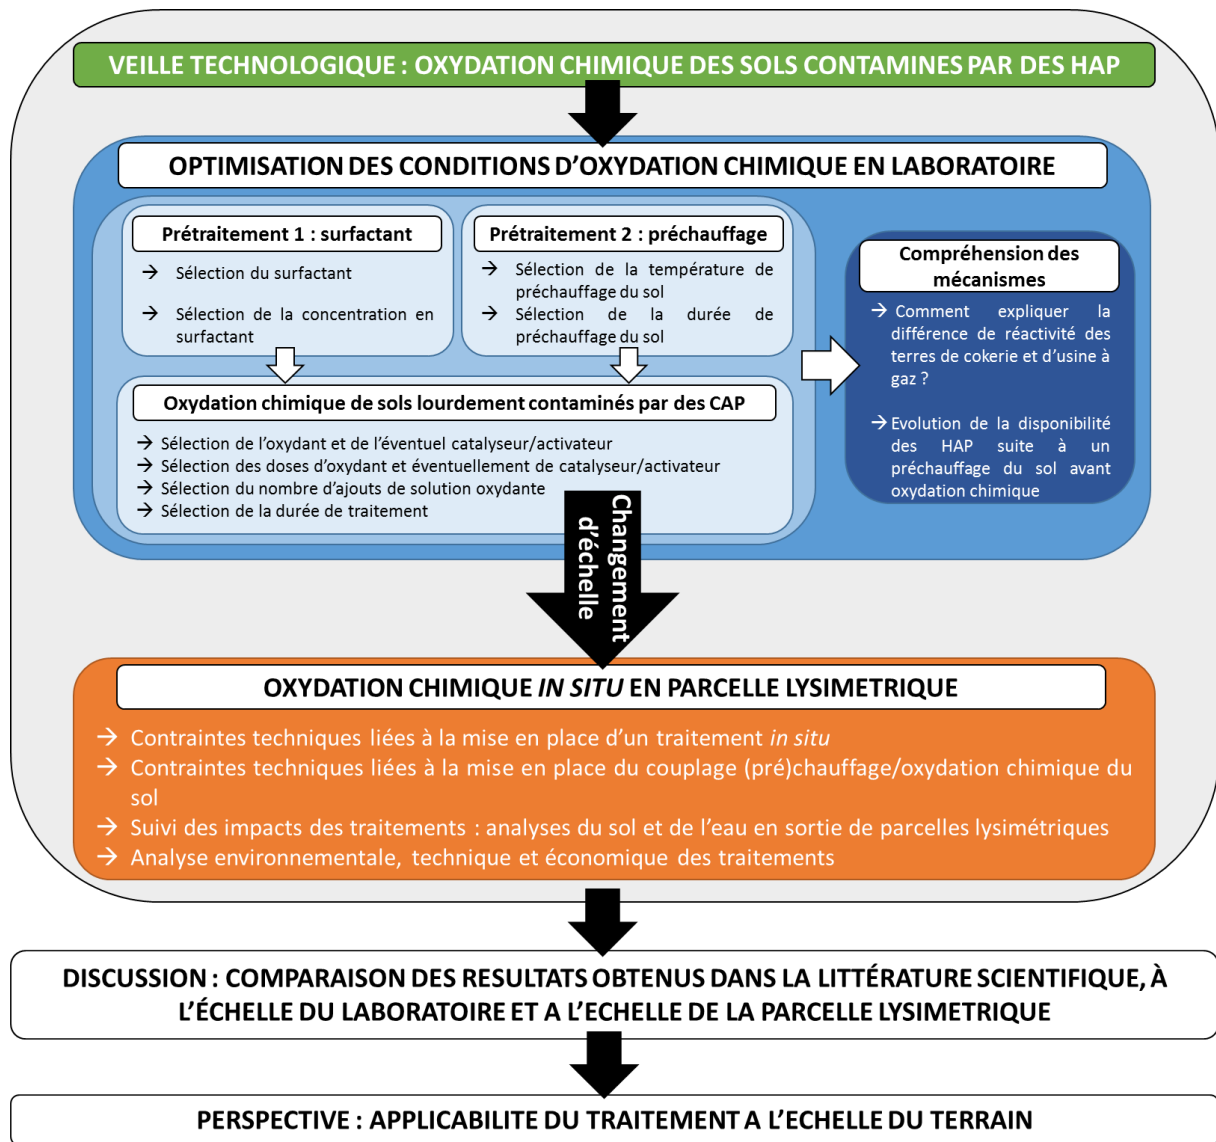 VEILLE TECHNOLOGIQUE : OXYDATION CHIMIQUE DES SOLS CONTAMINES PAR DES HAP
OPTIMISATION DES CONDITIONS D'OXYDATION CHIMIQUE EN LABORATOIRE
Prétraitement 1 : surfactant
→ Sélection du surfactant
→ Sélection de la concentration en
surfactant
Prétraitement 2 : préchauffage
→ Sélection de la température de
préchauffage du sol
→ Sélection de la durée de
préchauffage du sol
Oxydation chimique de sols lourdement contaminés par des CAP
→ Sélection de l'oxydant et de l'éventuel catalyseur/activateur
→ Sélection des doses d'oxydant et éventuellement de catalyseur/activateur
→ Sélection du nombre d'ajouts de solution oxydante
→ Sélection de la durée de traitement
Compréhension des
mécanismes
→ Comment expliquer la
différence de réactivité des
terres de cokerie et d'usine à
gaz ?
→ Evolution de la disponibilité
des HAP suite à un
préchauffage du sol avant
oxydation chimique
Changement
d'échelle
OXYDATION CHIMIQUE IN SITU EN PARCELLE LYSIMETRIQUE
→ Contraintes techniques liées à la mise en place d'un traitement in situ
→ Contraintes techniques liées à la mise en place du couplage (pré)chauffage/oxydation chimique du
sol
→ Suivi des impacts des traitements : analyses du sol et de l'eau en sortie de parcelles lysimétriques
→ Analyse environnementale, technique et économique des traitements
DISCUSSION : COMPARAISON DES RESULTATS OBTENUS DANS LA LITTÉRATURE SCIENTIFIQUE, À
L'ÉCHELLE DU LABORATOIRE ET A L'ECHELLE DE LA PARCELLE LYSIMETRIQUE
PERSPECTIVE : APPLICABILITE DU TRAITEMENT A L'ECHELLE DU TERRAIN